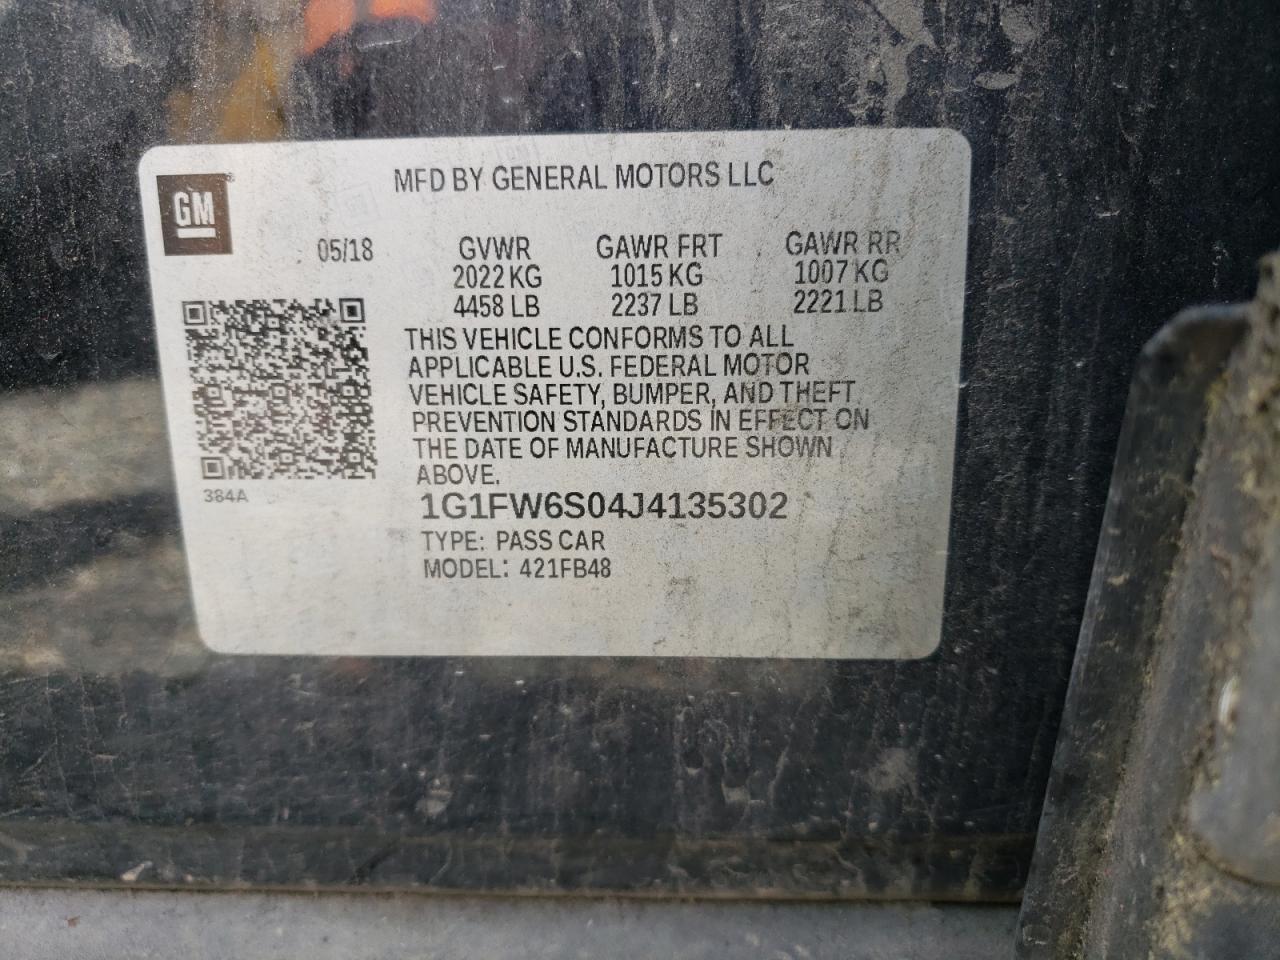 MFD BY GENERAL MOTORS LLC
GM
05/18 GVWR GAWR FRT GAWR RR
2022 KG 1015 KG 1007 KG
4458 LB 2237 LB 2221 LB
THIS VEHICLE CONFORMS TO ALL
APPLICABLE U.S. FEDERAL MOTOR
VEHICLE SAFETY, BUMPER, AND THEFT
PREVENTION STANDARDS IN EFFECT ON
THE DATE OF MANUFACTURE SHOWN
ABOVE.
384A
1G1FW6S04J4135302
TYPE: PASS CAR
MODEL: 421FB48